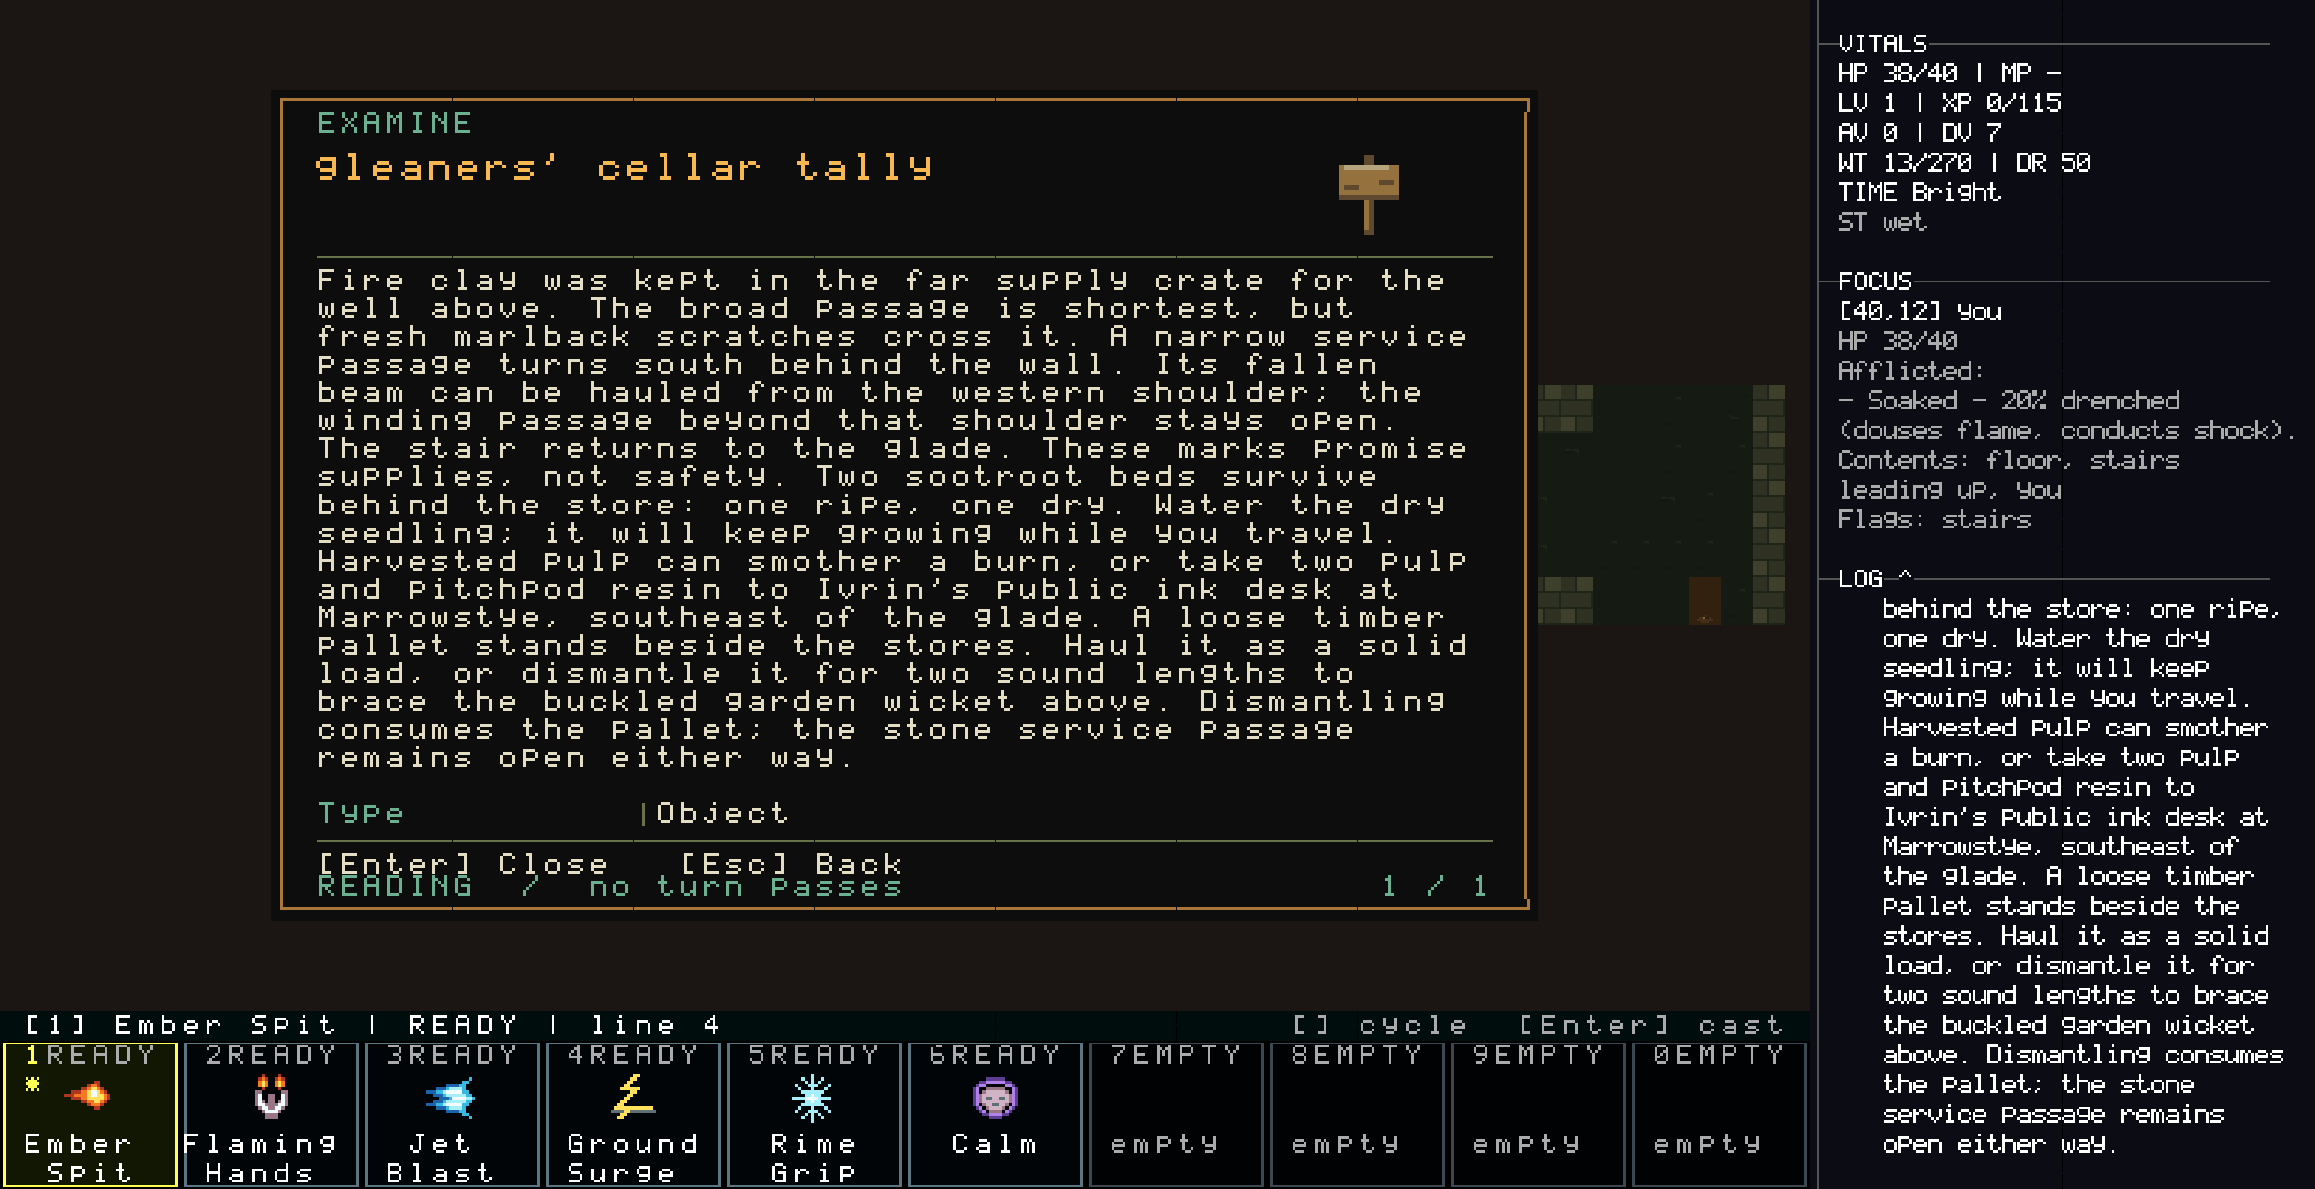 EXAMINE
gleaners' cellar tally
Fire clay was kept in the far supply crate for the
well above. The broad passage is shortest, but
fresh marlback scratches cross it. A narrow service
passage turns south behind the wall. Its fallen
beam can be hauled from the western shoulder; the
winding passage beyond that shoulder stays open.
The stair returns to the glade. These marks promise
supplies, not safety. Two sootroot beds survive
behind the store: one ripe, one dry. Water the dry
seedling; it will keep growing while you travel.
Harvested pulp can smother a burn, or take two pulp
and pitchpod resin to Ivrin's public ink desk at
Marrowstye, southeast of the glade. A loose timber
pallet stands beside the stores. Haul it as a solid
load, or dismantle it for two sound lengths to
brace the buckled garden wicket above. Dismantling
consumes the pallet; the stone service passage
remains open either way.
Type |Object
[Enter] Close [Esc] Back
READING / no turn passes 1 / 1
[1] Ember Spit | READY | line 4 [] cycle [Enter] cast
1READY 2READY 3READY 4READY 5READY 6READY 7EMPTY 8EMPTY 9EMPTY 0EMPTY
*
Ember Flaming Jet Ground Rime Calm empty empty empty empty
Spit Hands Blast Surge Grip
VITALS
HP 38/40 | MP -
LV 1 | XP 0/115
AV 0 | DV 7
WT 13/270 | DR 50
TIME Bright
ST wet
FOCUS
[40,12] you
HP 38/40
Afflicted:
- Soaked - 20% drenched
(douses flame, conducts shock).
Contents: floor, stairs
leading up, you
Flags: stairs
LOG ^
behind the store: one ripe,
one dry. Water the dry
seedling; it will keep
growing while you travel.
Harvested pulp can smother
a burn, or take two pulp
and pitchpod resin to
Ivrin's public ink desk at
Marrowstye, southeast of
the glade. A loose timber
pallet stands beside the
stores. Haul it as a solid
load, or dismantle it for
two sound lengths to brace
the buckled garden wicket
above. Dismantling consumes
the pallet; the stone
service passage remains
open either way.